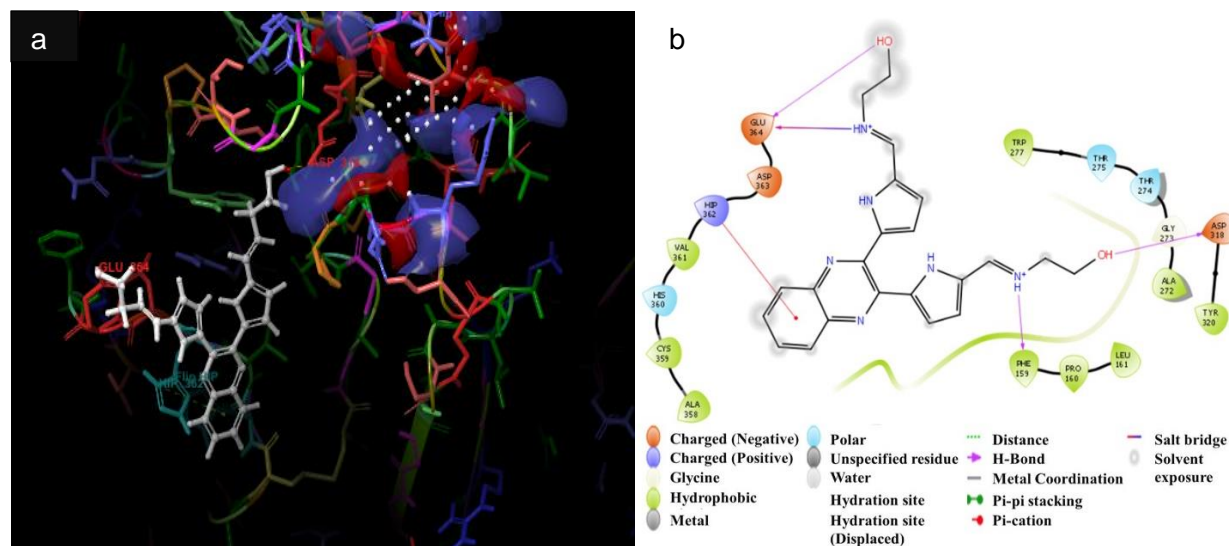 a
b
ASP 3
GLU 364
HO
GLU
364
HN⁺
ASP
363
HIP
362
VAL
361
HIS
360
CYS
359
ALA
358
HN
N
N
H
N
N⁺
H
OH
TRP
277
THR
275
THR
274
GLY
273
ALA
272
ASP
318
TYR
320
PHE
159
PRO
160
LEU
161
Charged (Negative)
Charged (Positive)
Glycine
Hydrophobic
Metal
Polar
Unspecified residue
Water
Hydration site
Hydration site
(Displaced)
Distance
H-Bond
Metal Coordination
Pi-pi stacking
Pi-cation
Salt bridge
Solvent
exposure